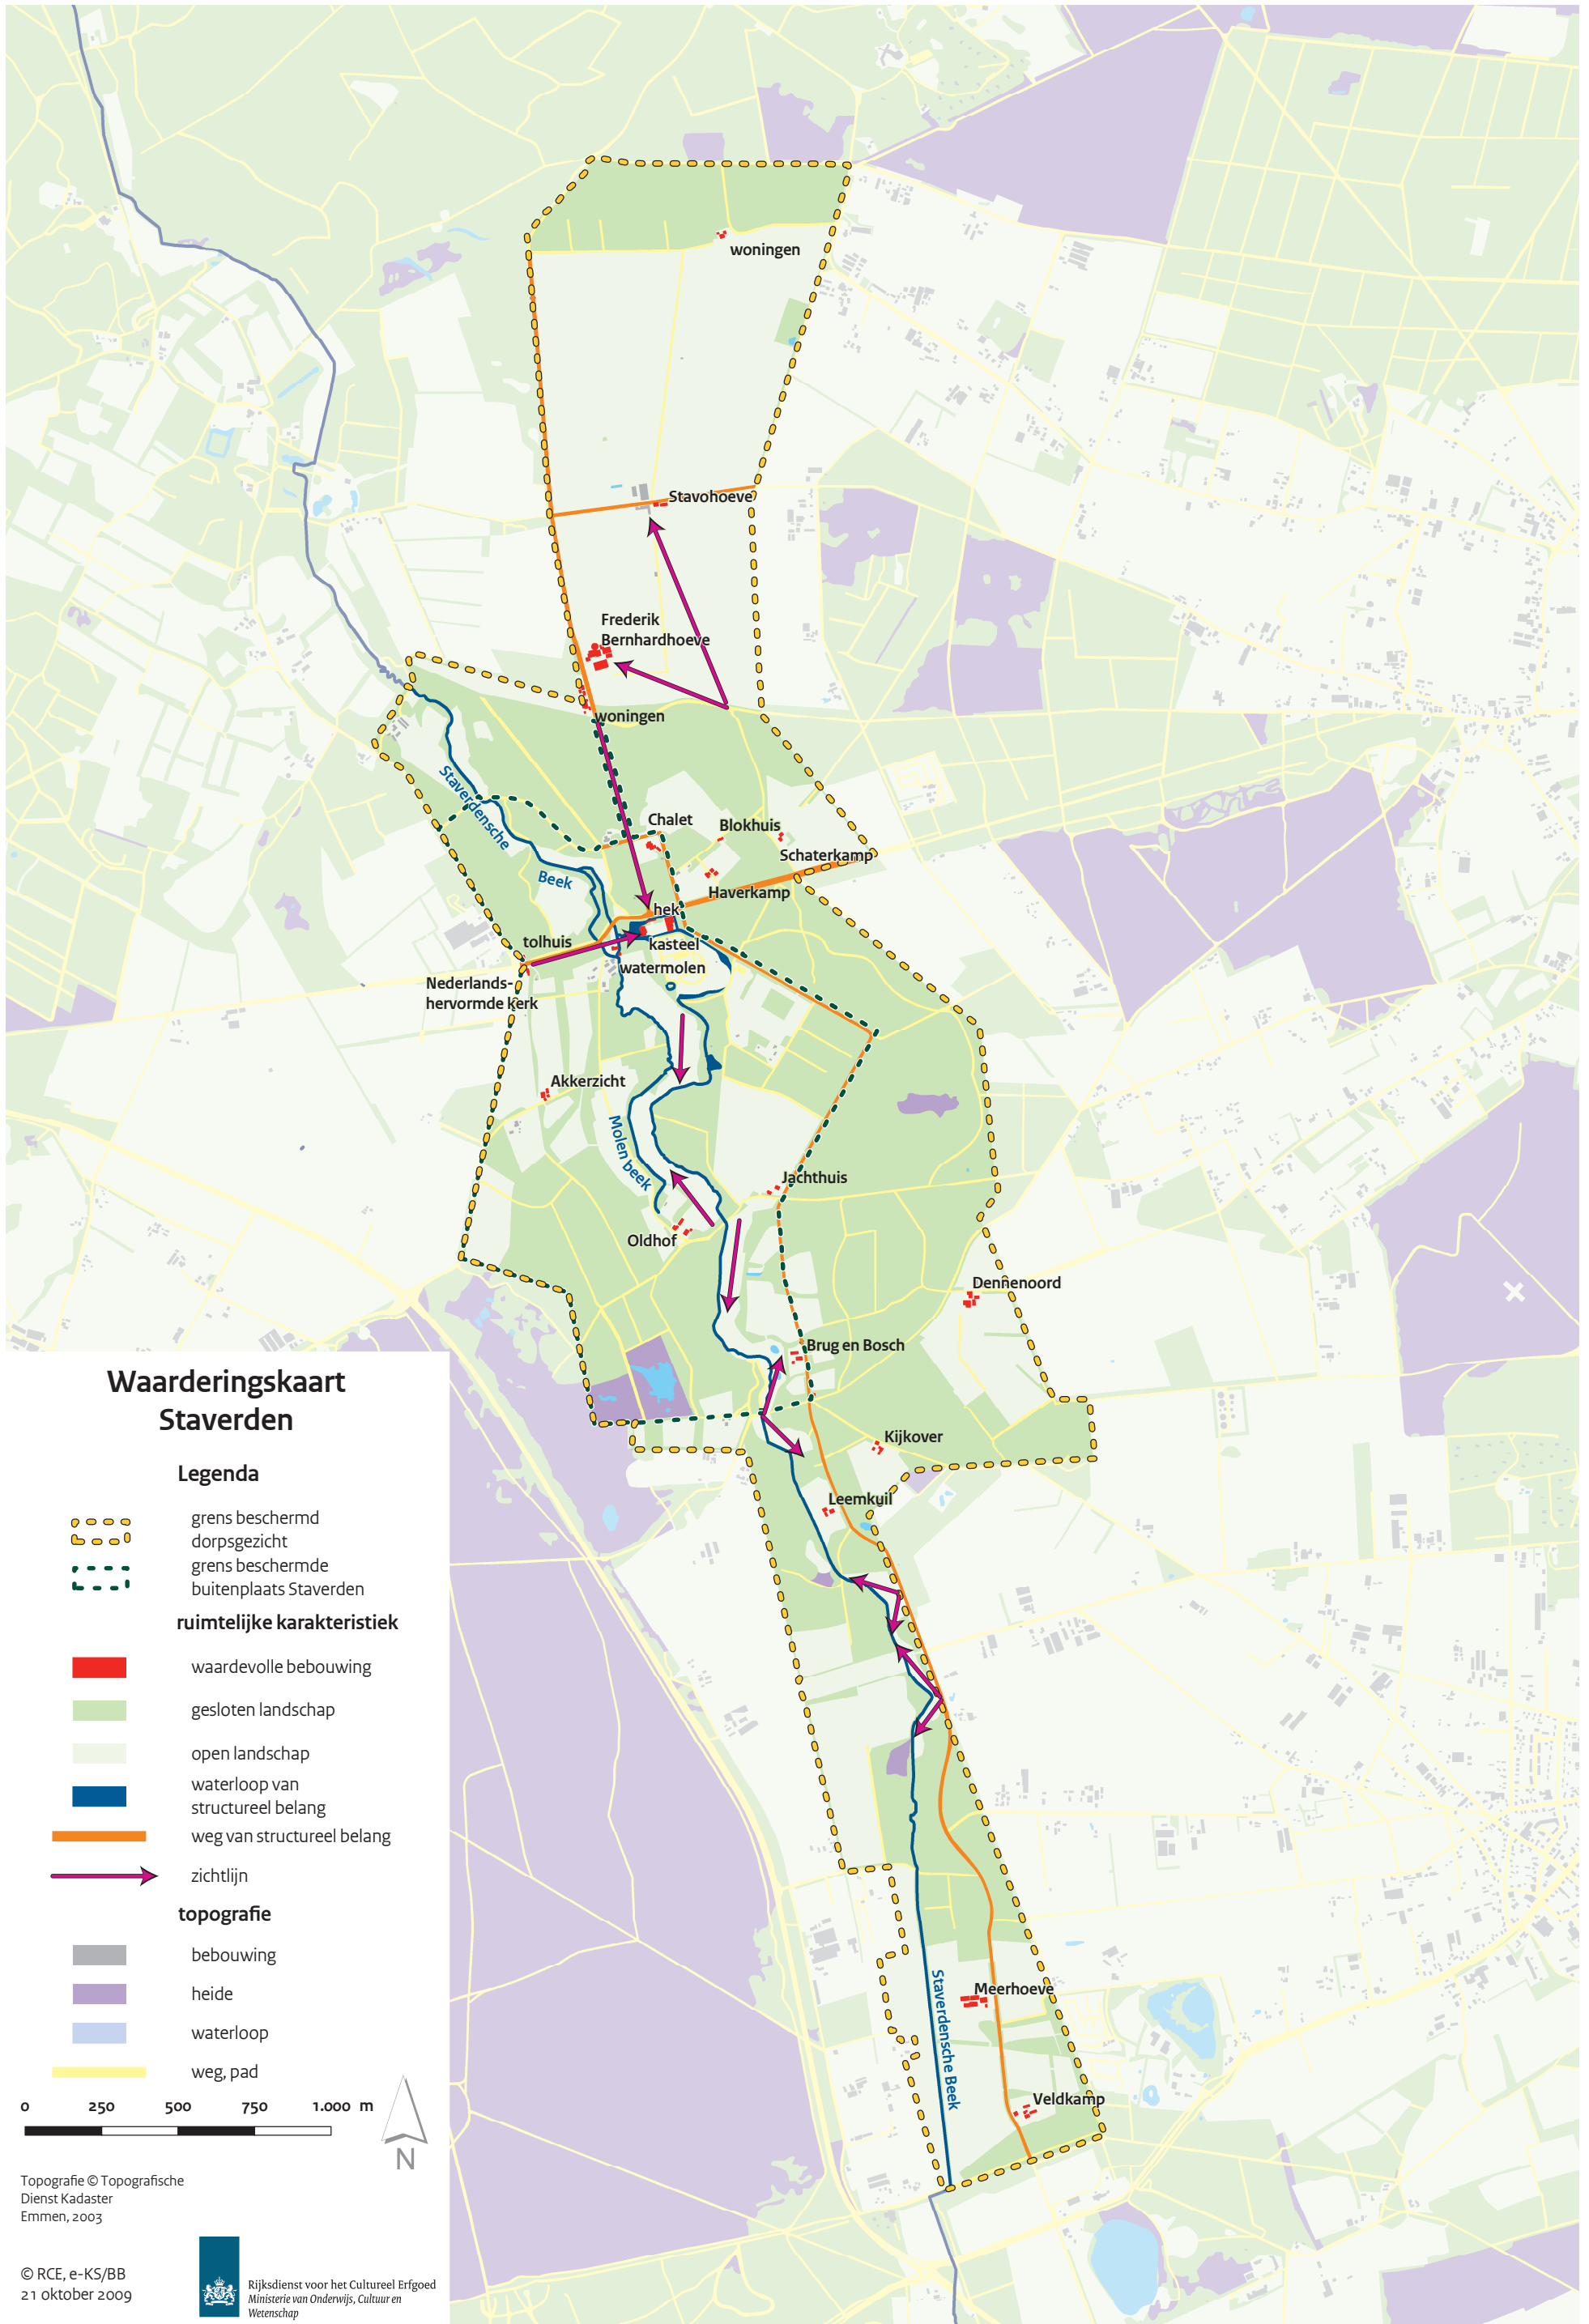 woningen
Stavohoeve
Frederik
Bernhardhoeve
woningen
Staverdensche
Beek
Chalet
Blokhuis
Schaterkamp
Haverkamp
hek
tolhuis
kasteel
watermolen
Nederlands-
hervormde kerk
Akkerzicht
Molen beek
Jachthuis
Oldhof
Dennenoord
Brug en Bosch
Kijkover
Leemkuil
Meerhoeve
Staverdensche Beek
Veldkamp
Waarderingskaart
Staverden
Legenda
grens beschermd
dorpsgezicht
grens beschermde
buitenplaats Staverden
ruimtelijke karakteristiek
waardevolle bebouwing
gesloten landschap
open landschap
waterloop van
structureel belang
weg van structureel belang
zichtlijn
topografie
bebouwing
heide
waterloop
weg, pad
0 250 500 750 1.000 m
N
Topografie © Topografische
Dienst Kadaster
Emmen, 2003
© RCE, e-KS/BB
21 oktober 2009
Rijksdienst voor het Cultureel Erfgoed
Ministerie van Onderwijs, Cultuur en
Wetenschap